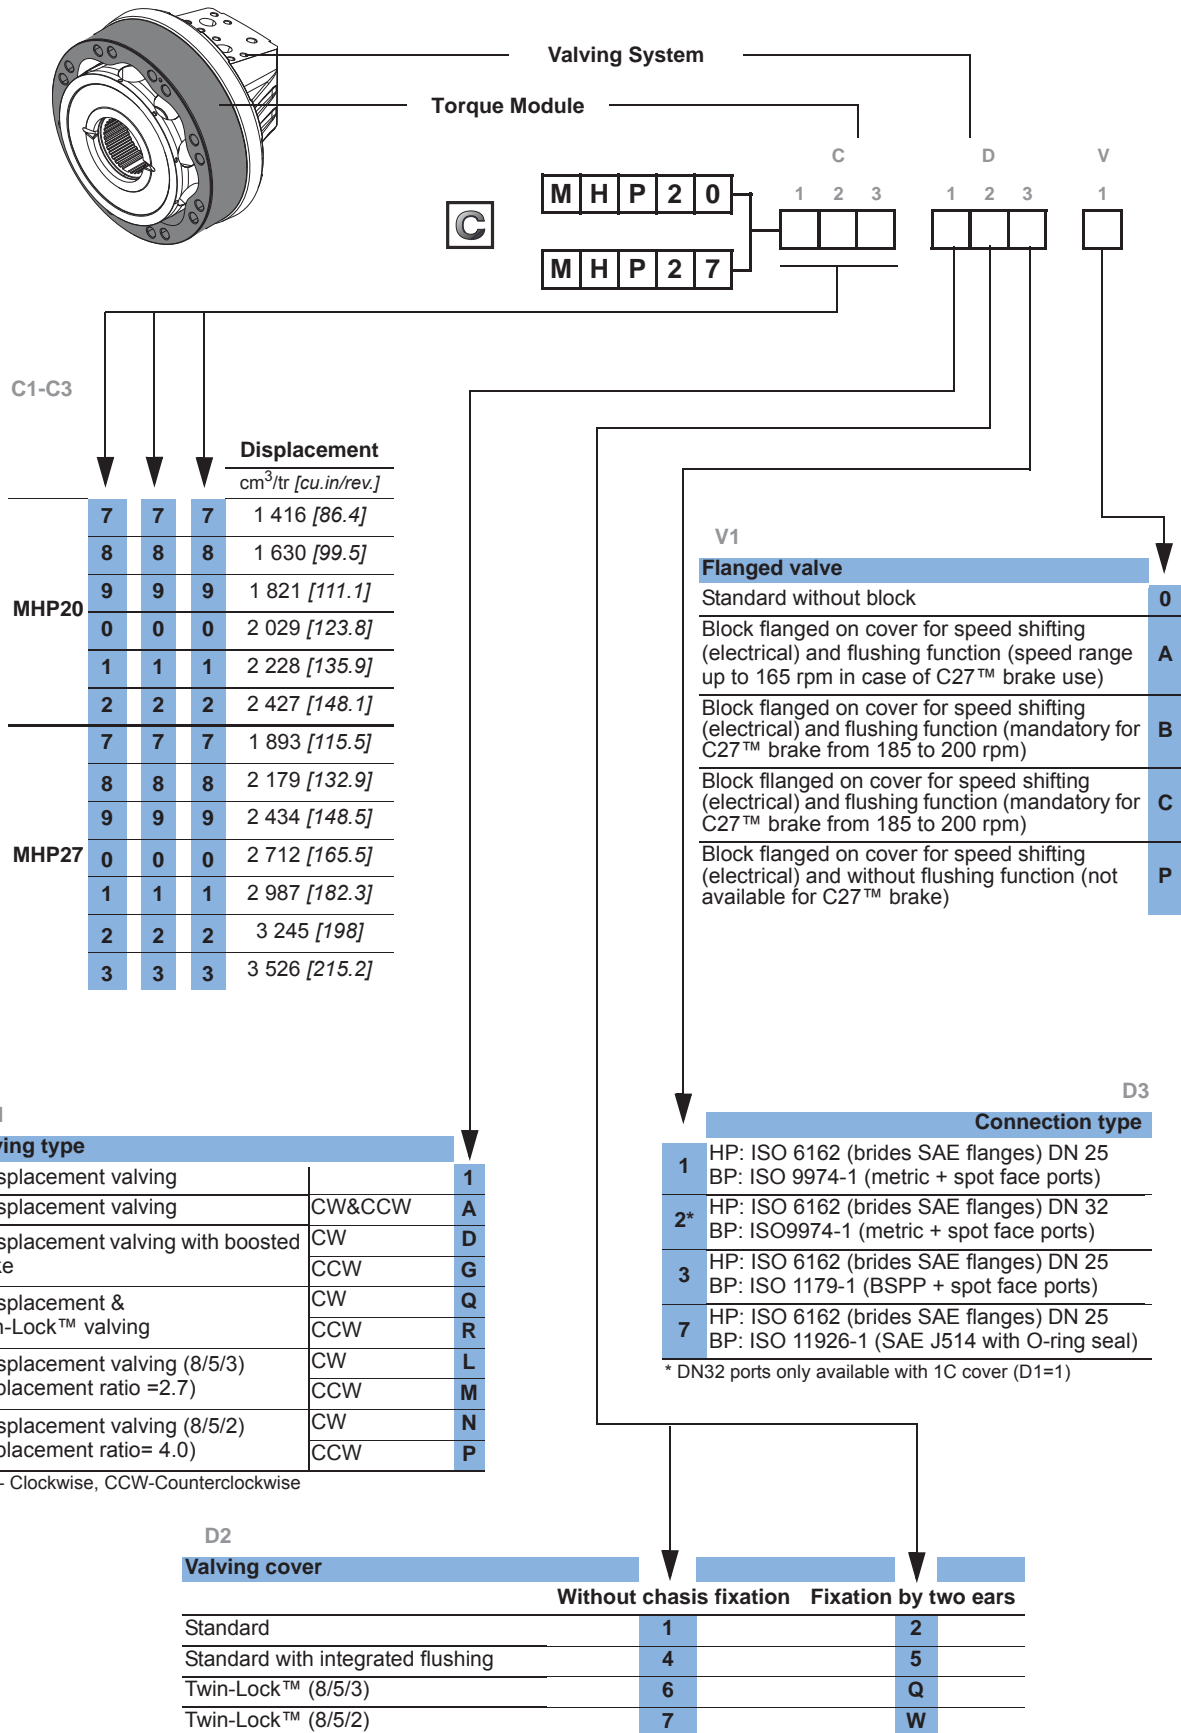 Valving System
Torque Module
C D V
M H P 2 0 1 2 3 1 2 3 1
C
M H P 2 7
C1-C3
Displacement
cm3/tr [cu.in/rev.]
MHP20
7 7 7 1 416 [86.4]
8 8 8 1 630 [99.5]
9 9 9 1 821 [111.1]
0 0 0 2 029 [123.8]
1 1 1 2 228 [135.9]
2 2 2 2 427 [148.1]
MHP27
7 7 7 1 893 [115.5]
8 8 8 2 179 [132.9]
9 9 9 2 434 [148.5]
0 0 0 2 712 [165.5]
1 1 1 2 987 [182.3]
2 2 2 3 245 [198]
3 3 3 3 526 [215.2]
V1
Flanged valve
Standard without block 0
Block flanged on cover for speed shifting
(electrical) and flushing function (speed range A
up to 165 rpm in case of C27™ brake use)
Block flanged on cover for speed shifting
(electrical) and flushing function (mandatory for B
C27™ brake from 185 to 200 rpm)
Block fllanged on cover for speed shifting
(electrical) and flushing function (mandatory for C
C27™ brake from 185 to 200 rpm)
Block flanged on cover for speed shifting
(electrical) and without flushing function (not P
available for C27™ brake)
D3
Connection type
1 HP: ISO 6162 (brides SAE flanges) DN 25
BP: ISO 9974-1 (metric + spot face ports)
2* HP: ISO 6162 (brides SAE flanges) DN 32
BP: ISO9974-1 (metric + spot face ports)
3 HP: ISO 6162 (brides SAE flanges) DN 25
BP: ISO 1179-1 (BSPP + spot face ports)
7 HP: ISO 6162 (brides SAE flanges) DN 25
BP: ISO 11926-1 (SAE J514 with O-ring seal)
* DN32 ports only available with 1C cover (D1=1)
ving type
splacement valving 1
splacement valving CW&CCW A
splacement valving with boosted CW D
ke CCW G
splacement & CW Q
n-Lock™ valving CCW R
splacement valving (8/5/3) CW L
placement ratio =2.7) CCW M
splacement valving (8/5/2) CW N
placement ratio= 4.0) CCW P
- Clockwise, CCW-Counterclockwise
D2
Valving cover
Without chasis fixation Fixation by two ears
Standard 1 2
Standard with integrated flushing 4 5
Twin-Lock™ (8/5/3) 6 Q
Twin-Lock™ (8/5/2) 7 W